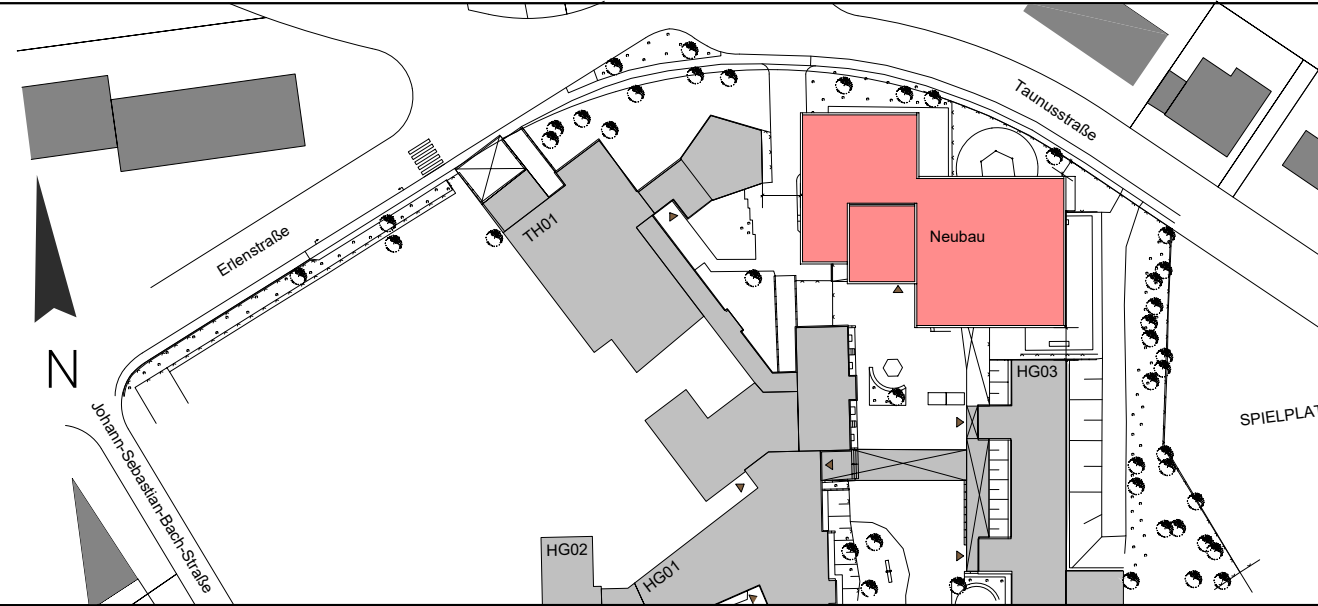 Taunusstraße
TH01
Neubau
Erlenstraße
N
HG03
SPIELPLAT
Johann-Sebastian-Bach-Straße
HG02
HG01